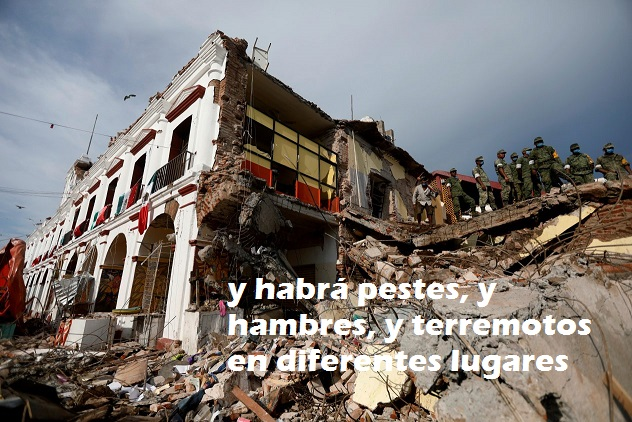 y habrá pestes, y
hambres, y terremotos
en diferentes lugares